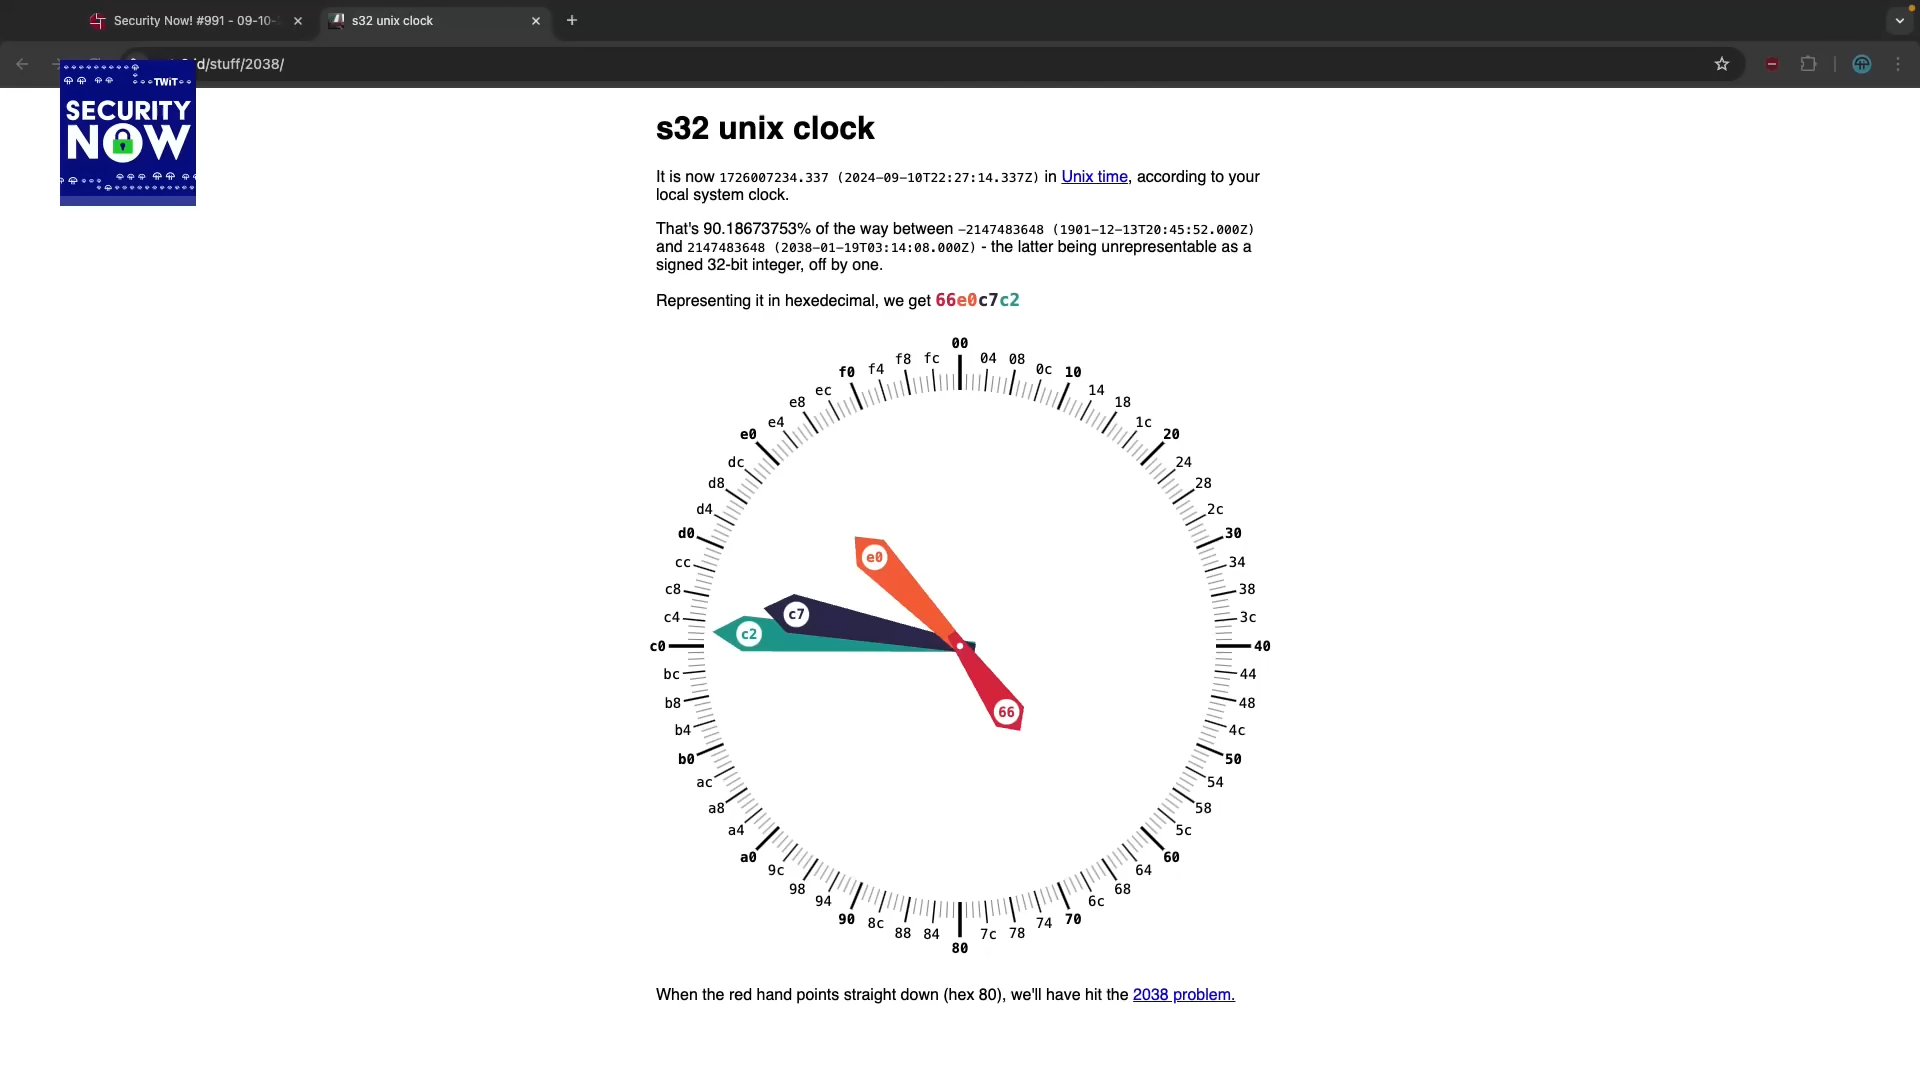 Security Now! #991 - 09-10-
s32 unix clock
d/stuff/2038/
TWiT
SECURITY
NOW
s32 unix clock
It is now 1726007234.337 (2024-09-10T22:27:14.337Z) in Unix time, according to your
local system clock.
That's 90.18673753% of the way between -2147483648 (1901-12-13T20:45:52.000Z)
and 2147483648 (2038-01-19T03:14:08.000Z) - the latter being unrepresentable as a
signed 32-bit integer, off by one.
Representing it in hexedecimal, we get 66e0c7c2
00
04
08
0c
10
14
18
1c
20
24
28
2c
30
34
38
3c
40
44
48
4c
50
54
58
5c
60
64
68
6c
70
74
78
7c
80
84
88
8c
90
94
98
9c
a0
a4
a8
ac
b0
b4
b8
bc
c0
c4
c8
cc
d0
d4
d8
dc
e0
e4
e8
ec
f0
f4
f8
fc
e0
c7
c2
66
When the red hand points straight down (hex 80), we'll have hit the 2038 problem.